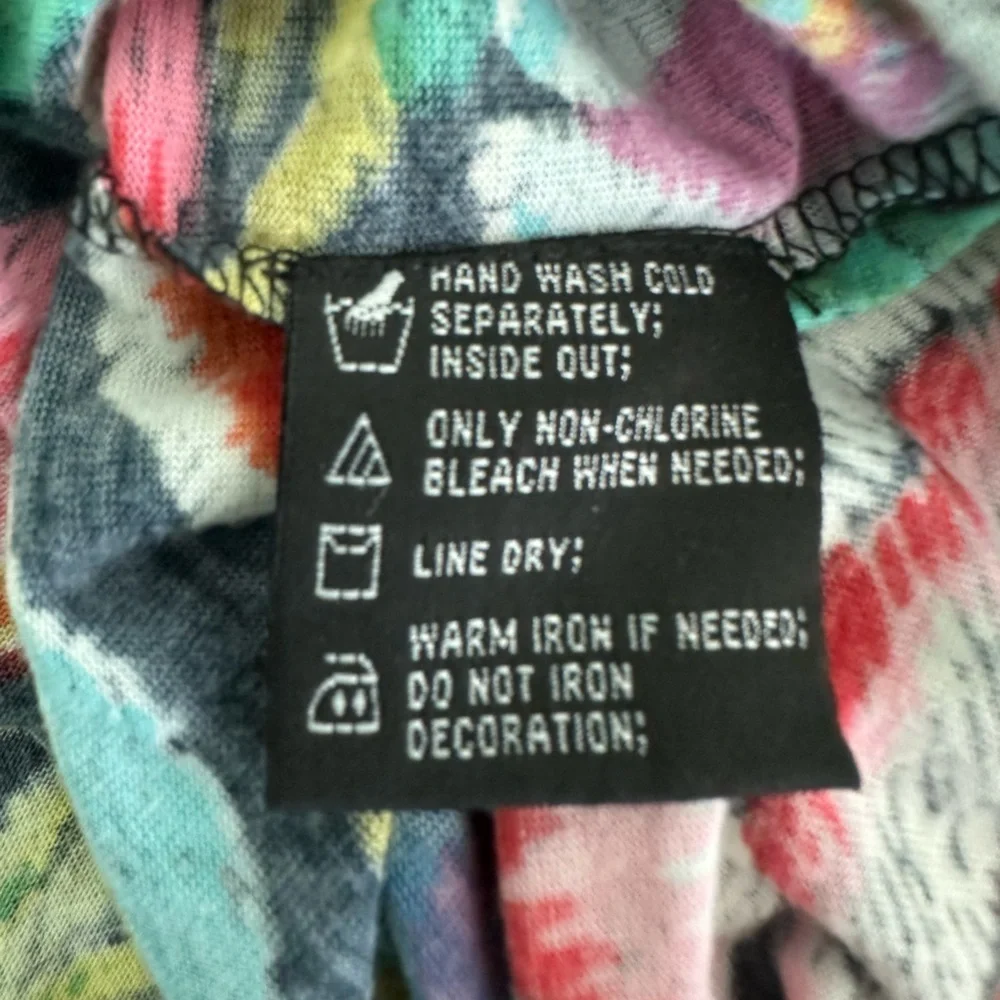 HAND WASH COLD
SEPARATELY;
INSIDE OUT;
ONLY NON-CHLORINE
BLEACH WHEN NEEDED;
LINE DRY;
WARM IRON IF NEEDED;
DO NOT IRON
DECORATION;